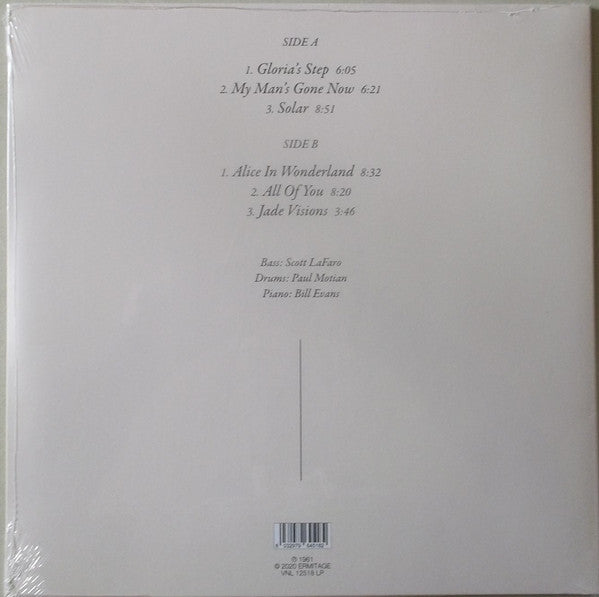 SIDE A
1. Gloria's Step 6:05
2. My Man's Gone Now 6:21
3. Solar 8:51
SIDE B
1. Alice In Wonderland 8:32
2. All Of You 8:20
3. Jade Visions 3:46
Bass: Scott LaFaro
Drums: Paul Motian
Piano: Bill Evans
℗ 1961
© 2020 ERMITAGE
VNL 12518 LP